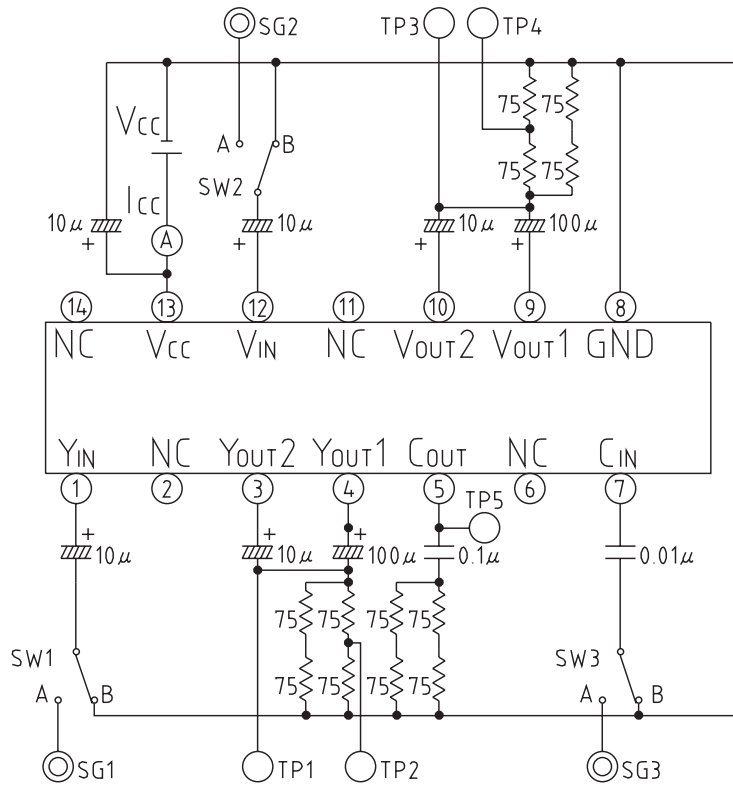 SG2 TP3 TP4
75 75
VCC
A B
75 75
SW2
ICC
10μ + A + 10μ + 10μ + 100μ
14 13 12 11 10 9 8
NC VCC VIN NC VOUT2 VOUT1 GND
YIN NC YOUT2 YOUT1 COUT NC CIN
1 2 3 4 5 6 7
TP5
+ 10μ + 10μ + 100μ 0.1μ 0.01μ
75 75 75 75
SW1 SW3
75 75 75 75
A B A B
SG1 TP1 TP2 SG3